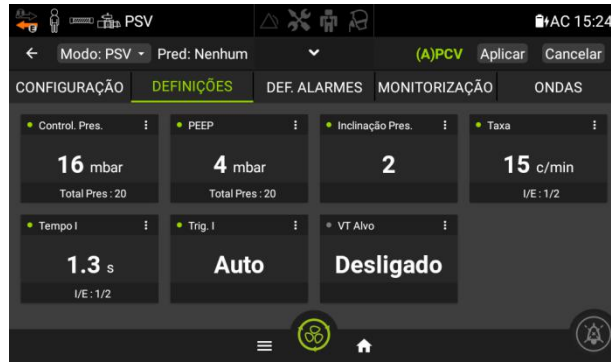 PSV
AC 15:24
Modo: PSV Pred: Nenhum (A)PCV Aplicar Cancelar
CONFIGURAÇÃO DEFINIÇÕES DEF. ALARMES MONITORIZAÇÃO ONDAS
Control. Pres. PEEP Inclinação Pres. Taxa
16 mbar 4 mbar 2 15 c/min
Total Pres : 20 Total Pres : 20 I/E : 1/2
Tempo I Trig. I VT Alvo
1.3 s Auto Desligado
I/E : 1/2